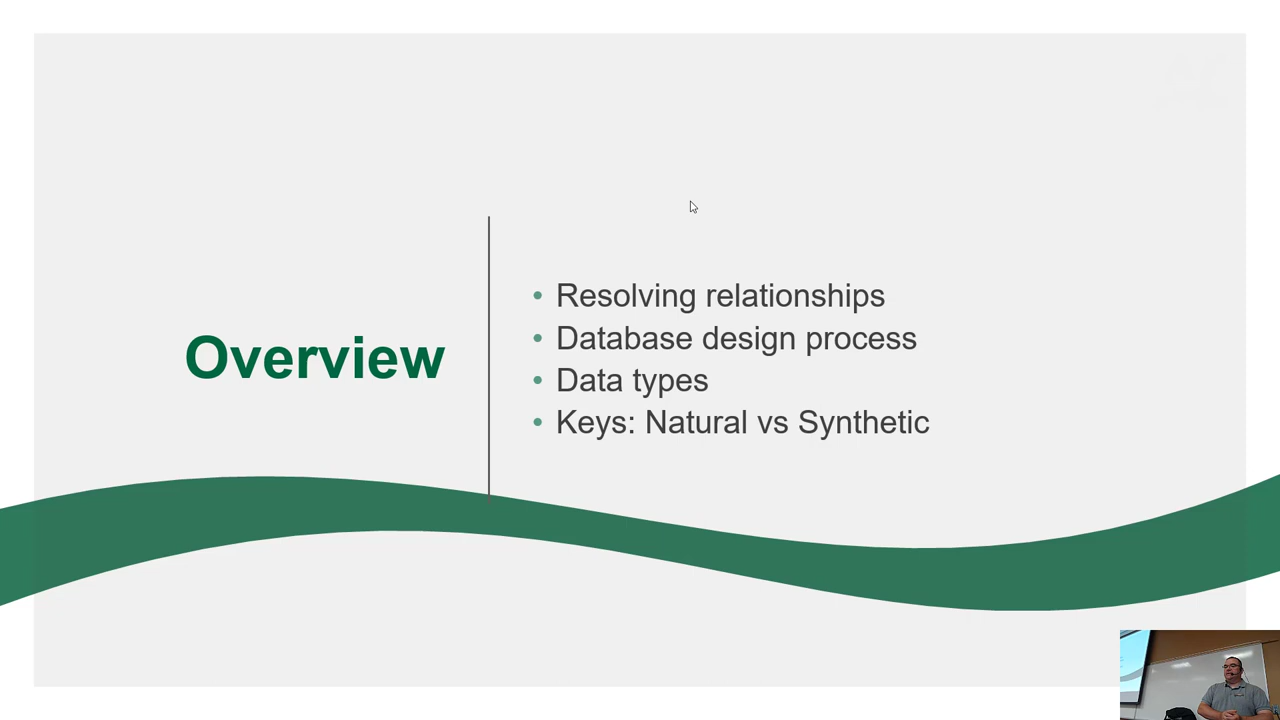 Overview
• Resolving relationships
• Database design process
• Data types
• Keys: Natural vs Synthetic